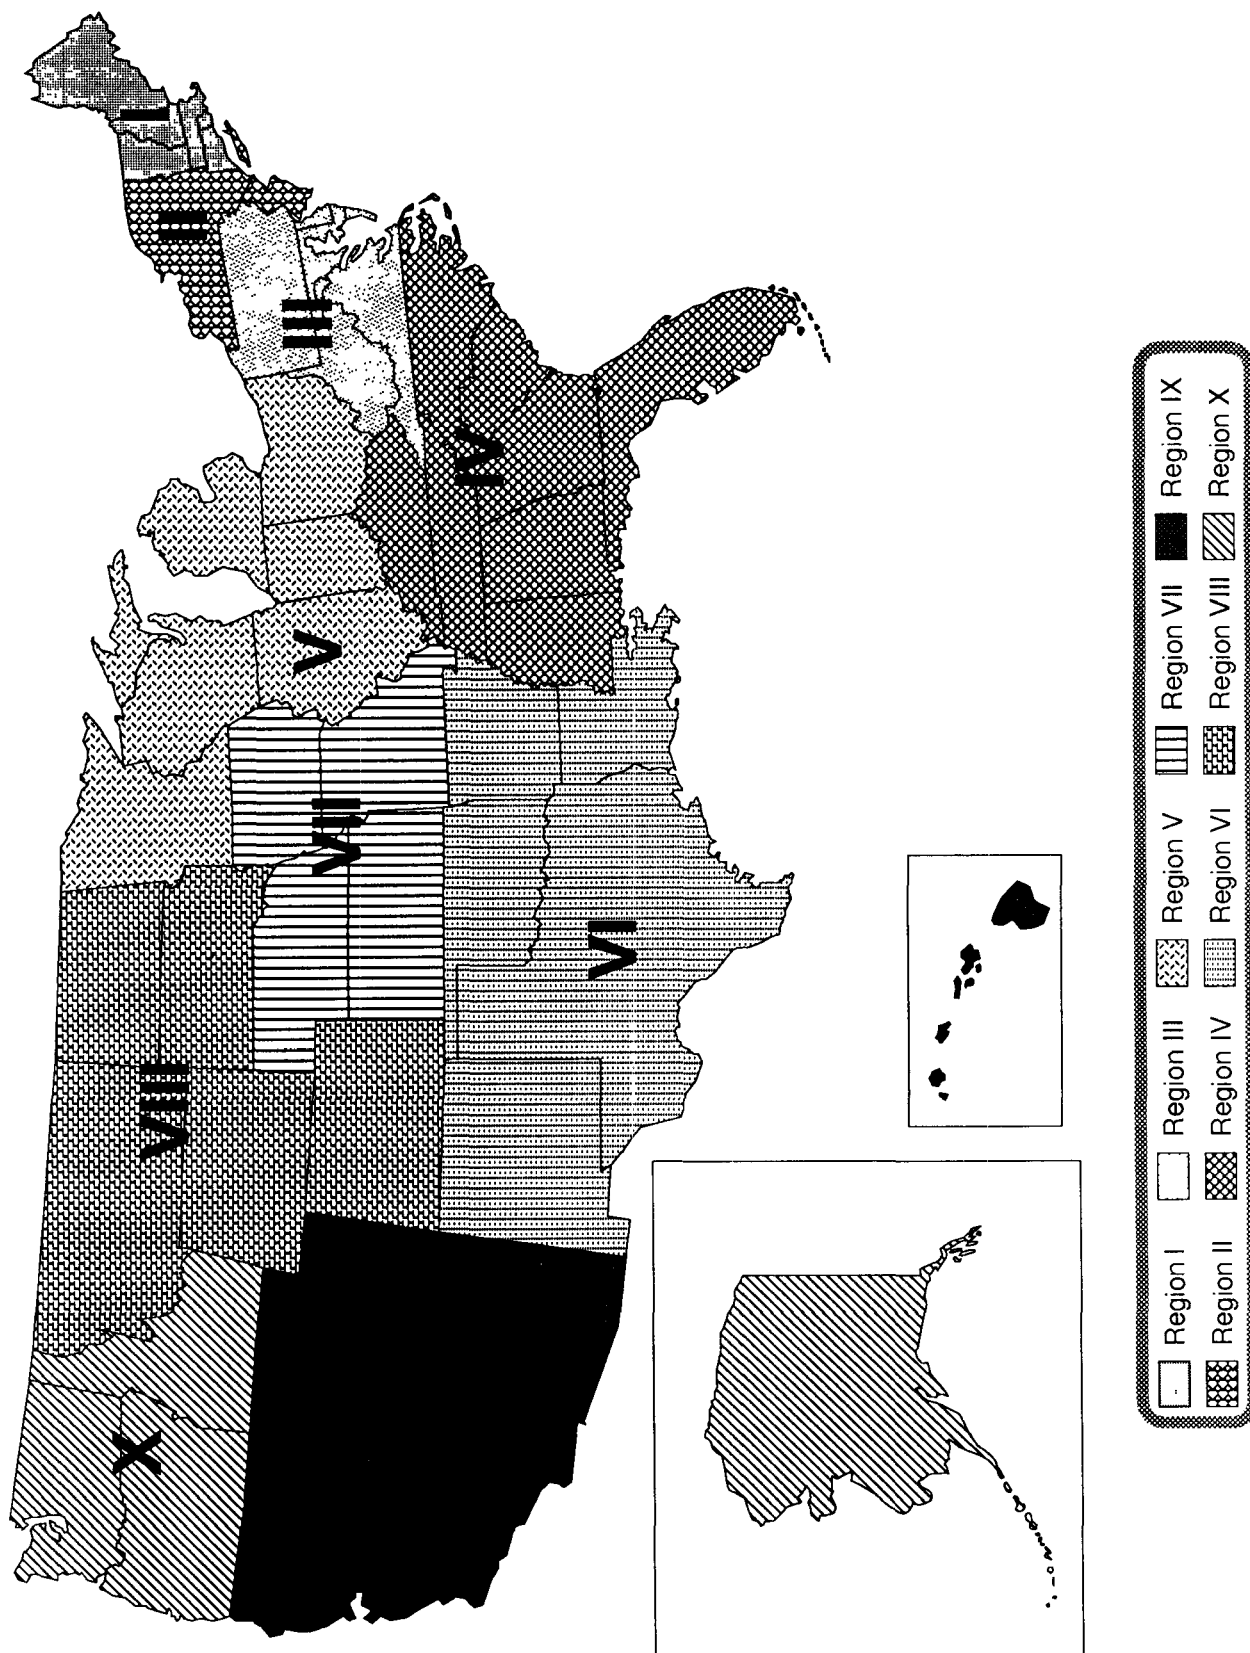 I
II
III
IV
V
VI
VII
VIII
X
Region I
Region III
Region V
Region VII
Region IX
Region II
Region IV
Region VI
Region VIII
Region X